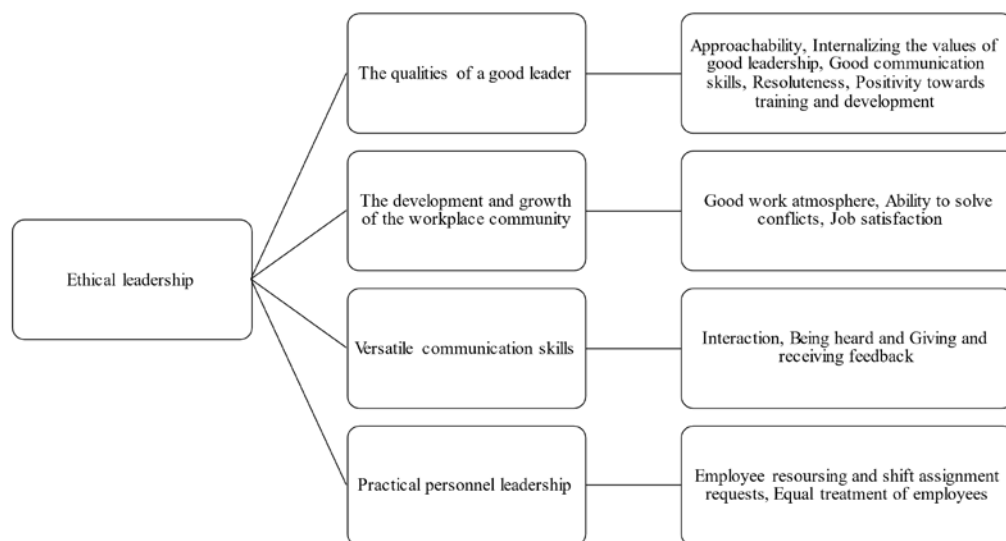 The qualities of a good leader
Approachability, Internalizing the values of
good leadership, Good communication
skills, Resoluteness, Positivity towards
training and development
Ethical leadership
The development and growth
of the workplace community
Good work atmosphere, Ability to solve
conflicts, Job satisfaction
Versatile communication skills
Interaction, Being heard and Giving and
receiving feedback
Practical personnel leadership
Employee resoursing and shift assignment
requests, Equal treatment of employees